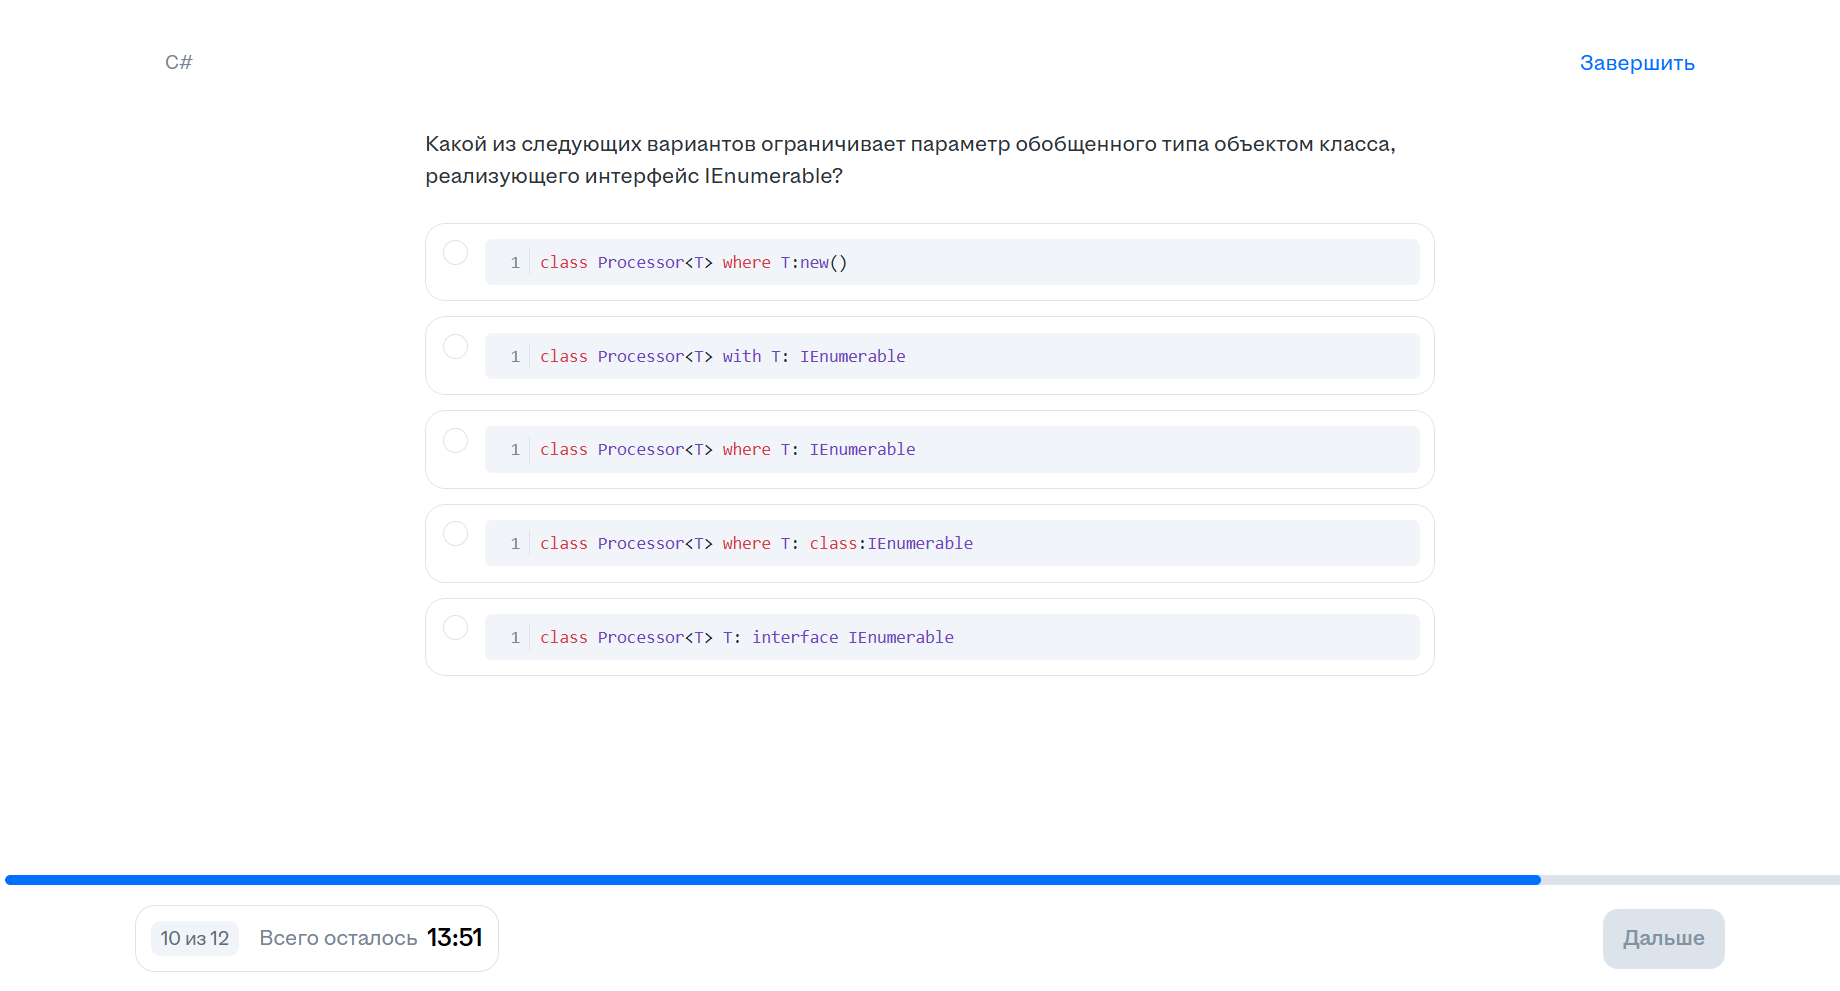 C#
Завершить
Какой из следующих вариантов ограничивает параметр обобщенного типа объектом класса,
реализующего интерфейс IEnumerable?
1 class Processor<T> where T:new()
1 class Processor<T> with T: IEnumerable
1 class Processor<T> where T: IEnumerable
1 class Processor<T> where T: class:IEnumerable
1 class Processor<T> T: interface IEnumerable
10 из 12 Всего осталось 13:51
Дальше